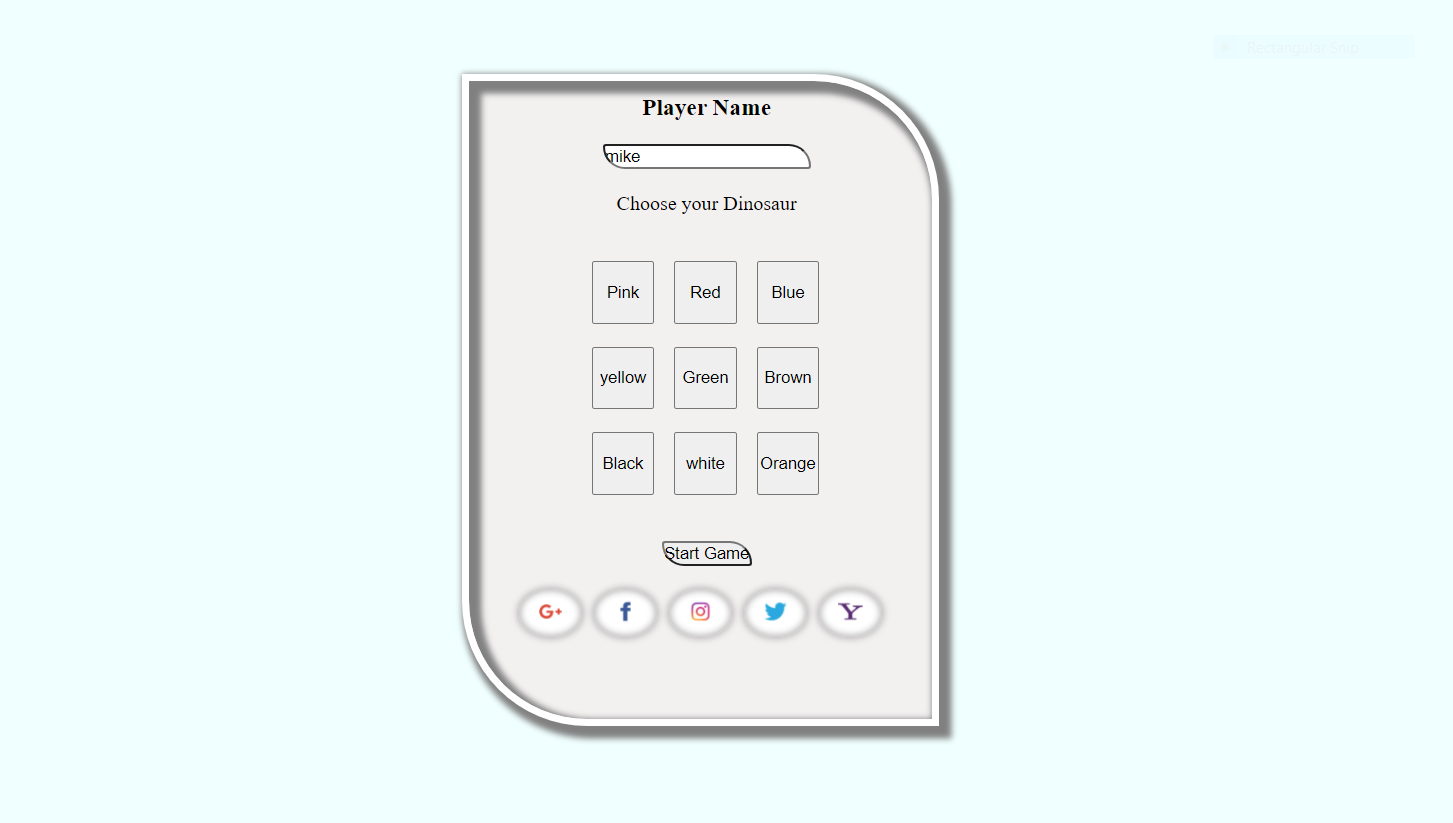 Rectangular Snip
Player Name
mike
Choose your Dinosaur
Pink Red Blue
yellow Green Brown
Black white Orange
Start Game
G+ f Y